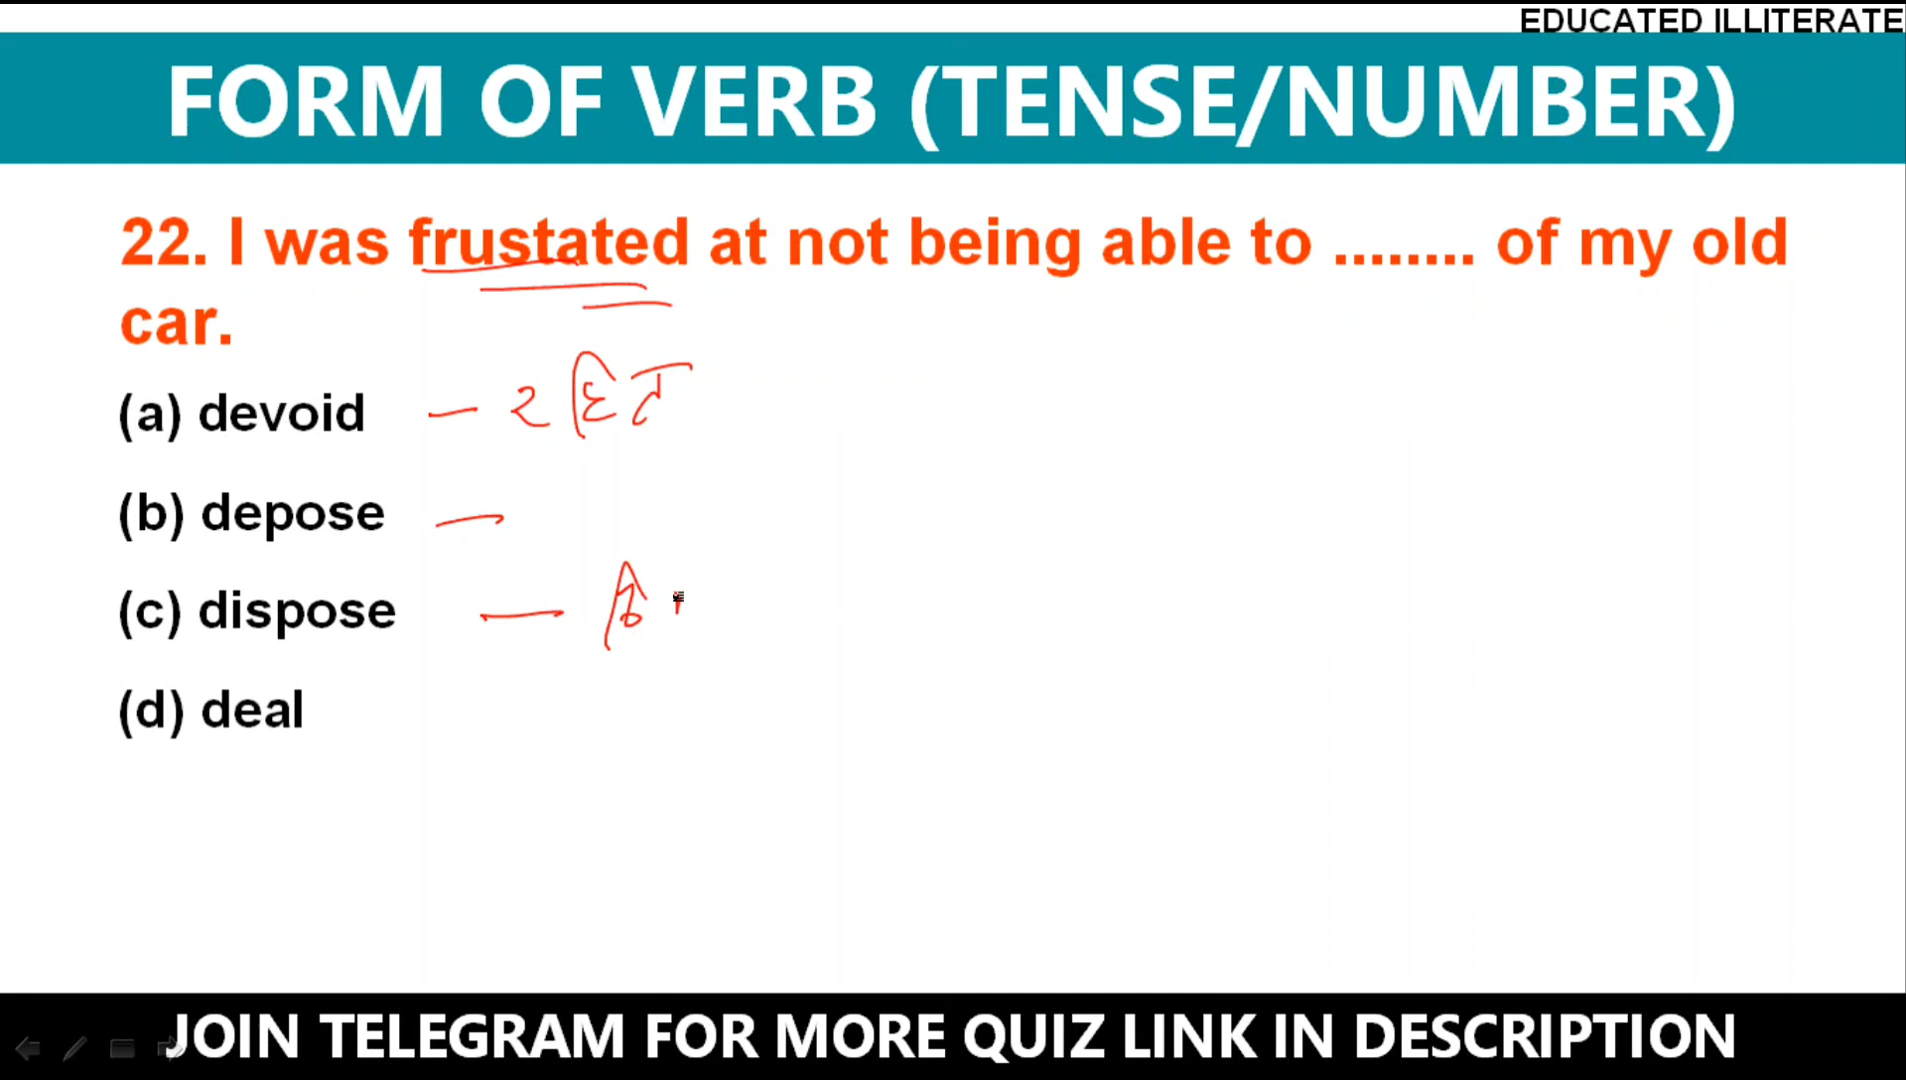 EDUCATED ILLITERATE
FORM OF VERB (TENSE/NUMBER)
22. I was frustated at not being able to ........ of my old
car.
(a) devoid — रहित
(b) depose —
(c) dispose —
(d) deal
JOIN TELEGRAM FOR MORE QUIZ LINK IN DESCRIPTION